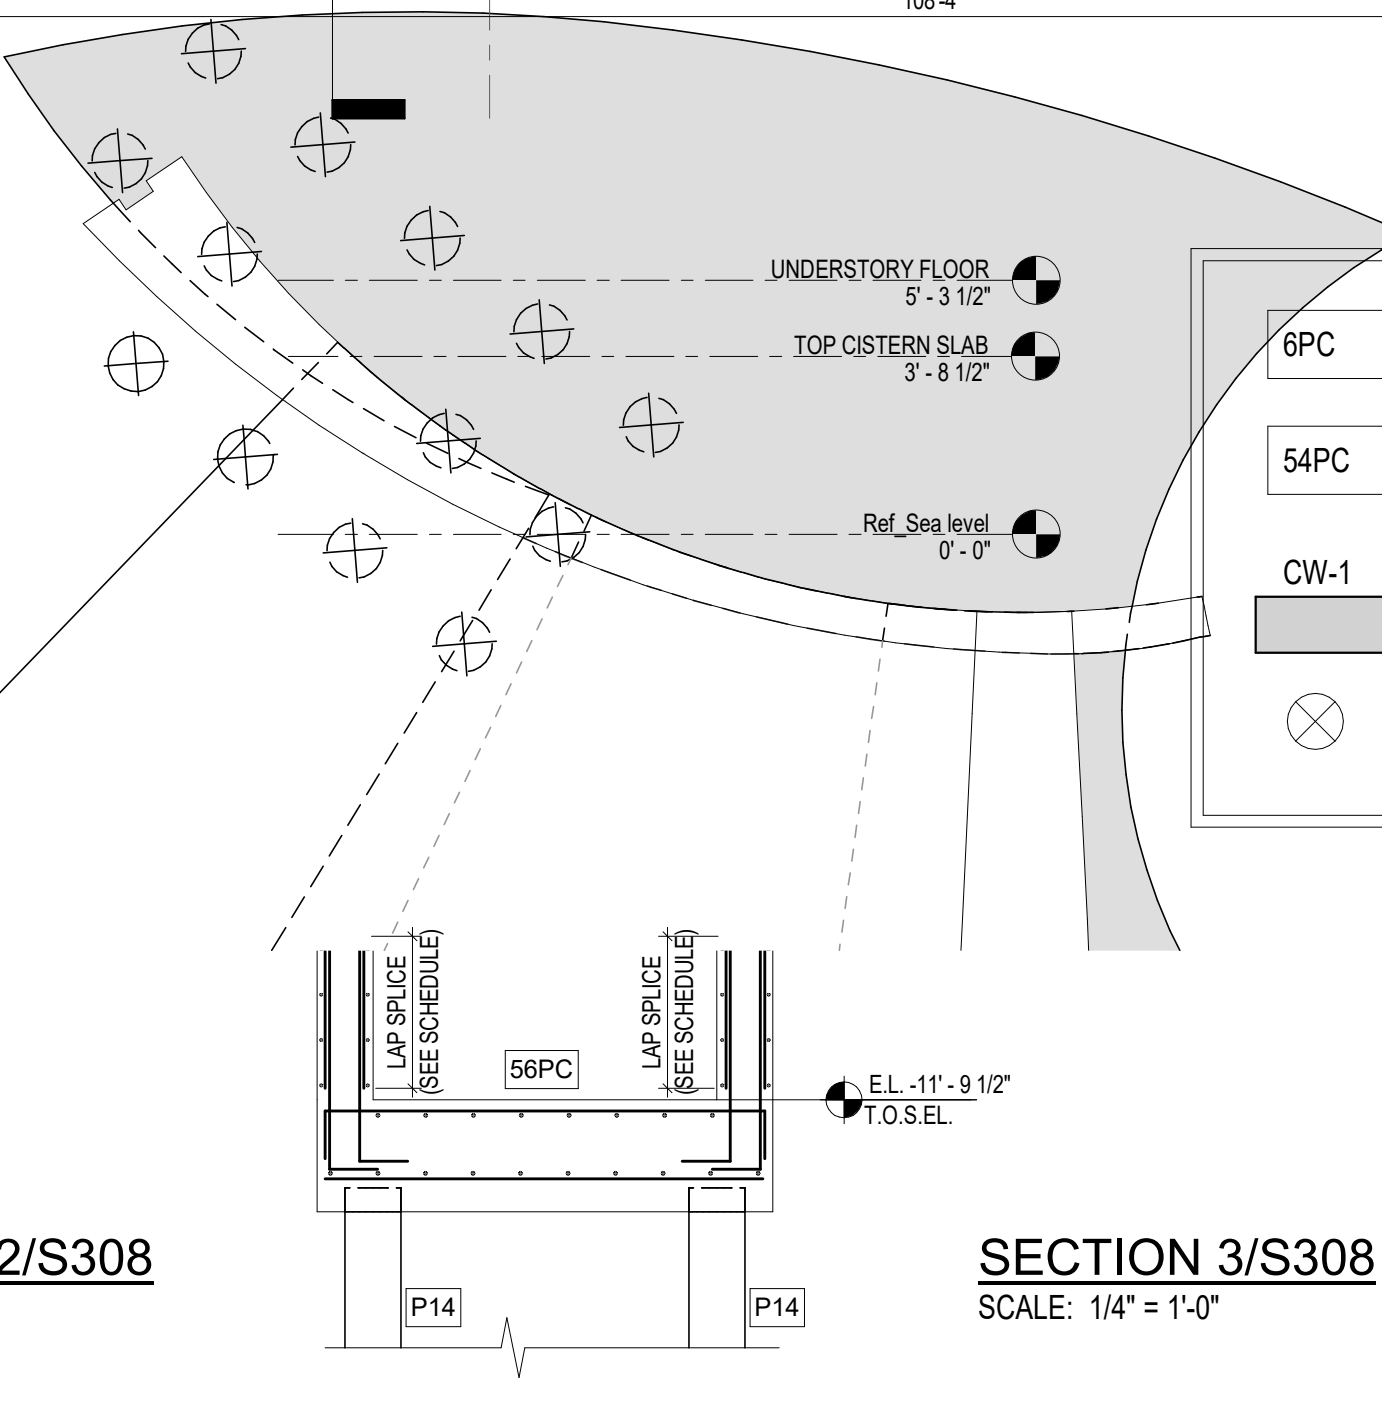 108'-4
UNDERSTORY FLOOR
5' - 3 1/2"
TOP CISTERN SLAB
3' - 8 1/2"
6PC
54PC
Ref_Sea level
0' - 0"
CW-1
LAP SPLICE
(SEE SCHEDULE)
LAP SPLICE
(SEE SCHEDULE)
56PC
E.L. -11' - 9 1/2"
T.O.S.EL.
2/S308
SECTION 3/S308
SCALE: 1/4" = 1'-0"
P14
P14